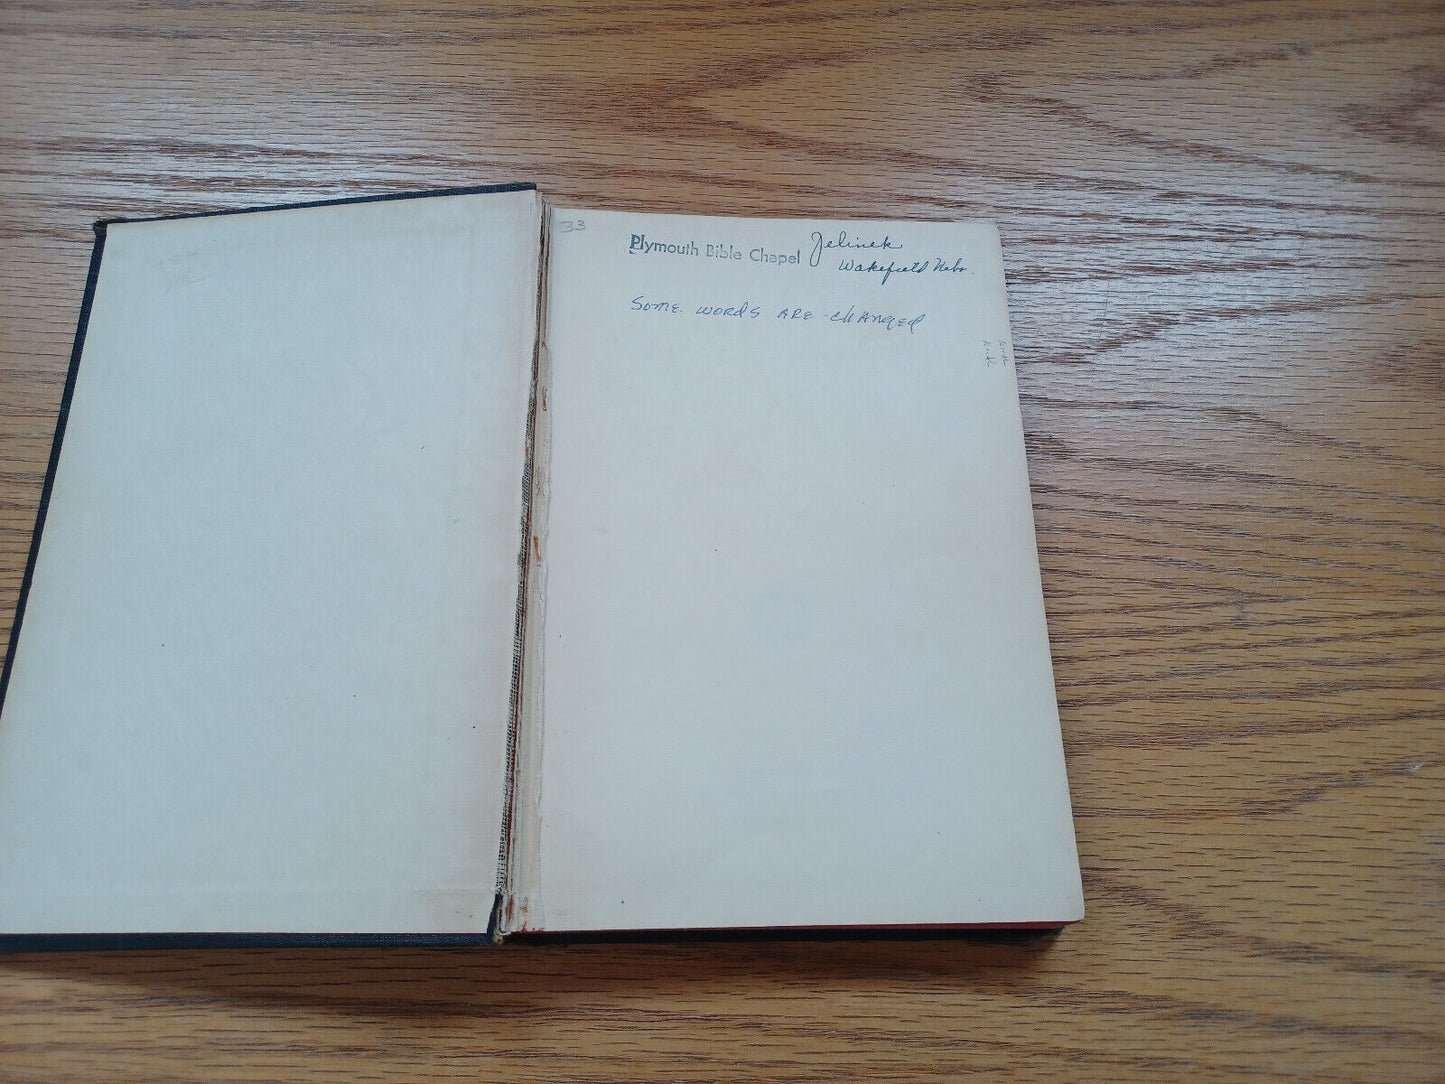 33
Plymouth Bible Chapel
Jelinek
Wakefield Nebr.
Some words are changed